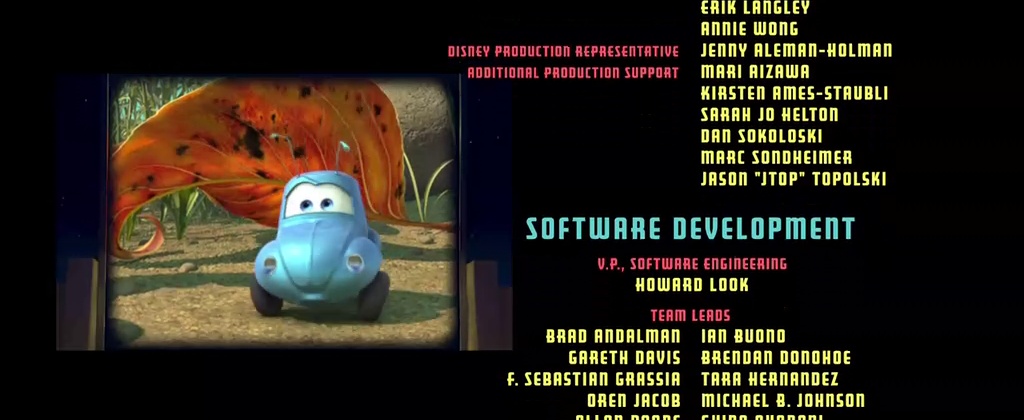 ERIK LANGLEY
ANNIE WONG
DISNEY PRODUCTION REPRESENTATIVE JENNY ALEMAN-HOLMAN
ADDITIONAL PRODUCTION SUPPORT MARI AIZAWA
KIRSTEN AMES-STAUBLI
SARAH JO HELTON
DAN SOKOLOSKI
MARC SONDHEIMER
JASON "JTOP" TOPOLSKI
SOFTWARE DEVELOPMENT
V.P., SOFTWARE ENGINEERING
HOWARD LOOK
TEAM LEADS
BRAD ANDALMAN IAN BUONO
GARETH DAVIS BRENDAN DONOHOE
F. SEBASTIAN GRASSIA TARA HERNANDEZ
OREN JACOB MICHAEL B. JOHNSON